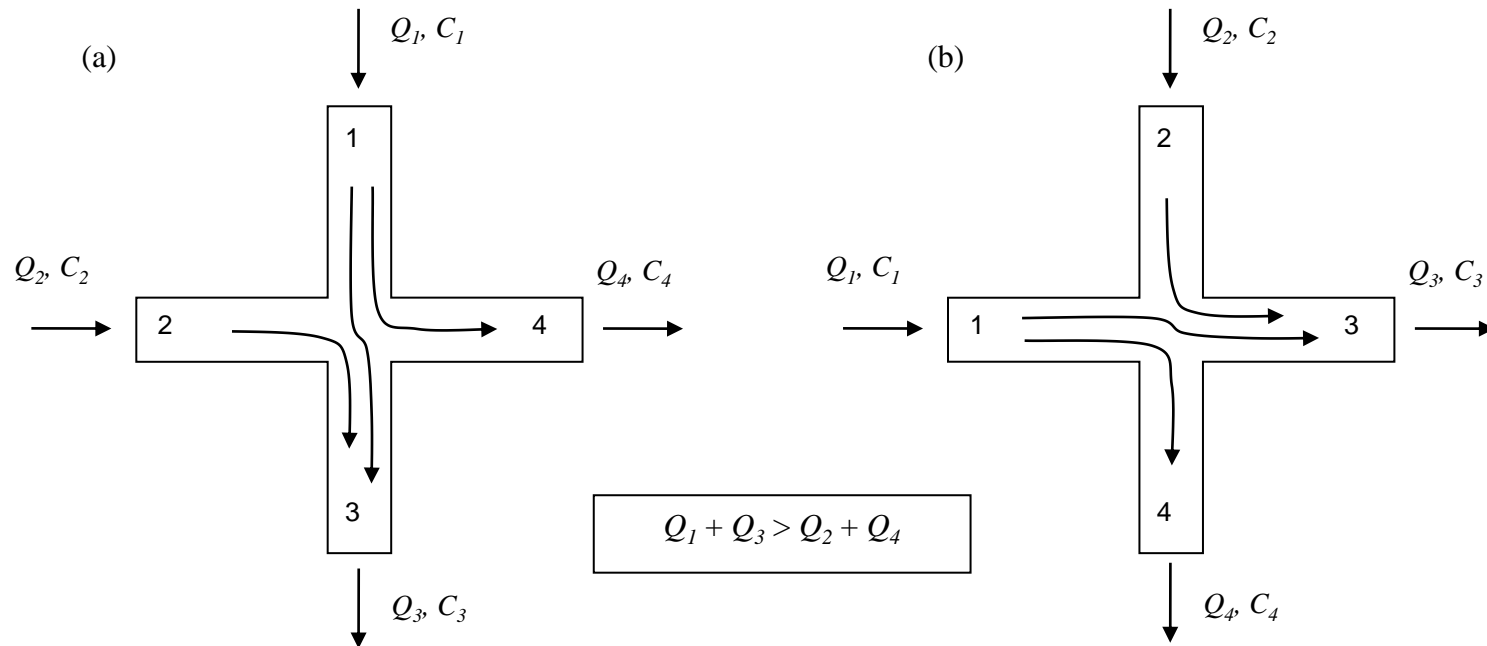 (a)
Q1, C1
1
Q2, C2
2
4
Q4, C4
3
Q3, C3
Q1 + Q3 > Q2 + Q4
(b)
Q2, C2
2
Q1, C1
1
3
Q3, C3
4
Q4, C4